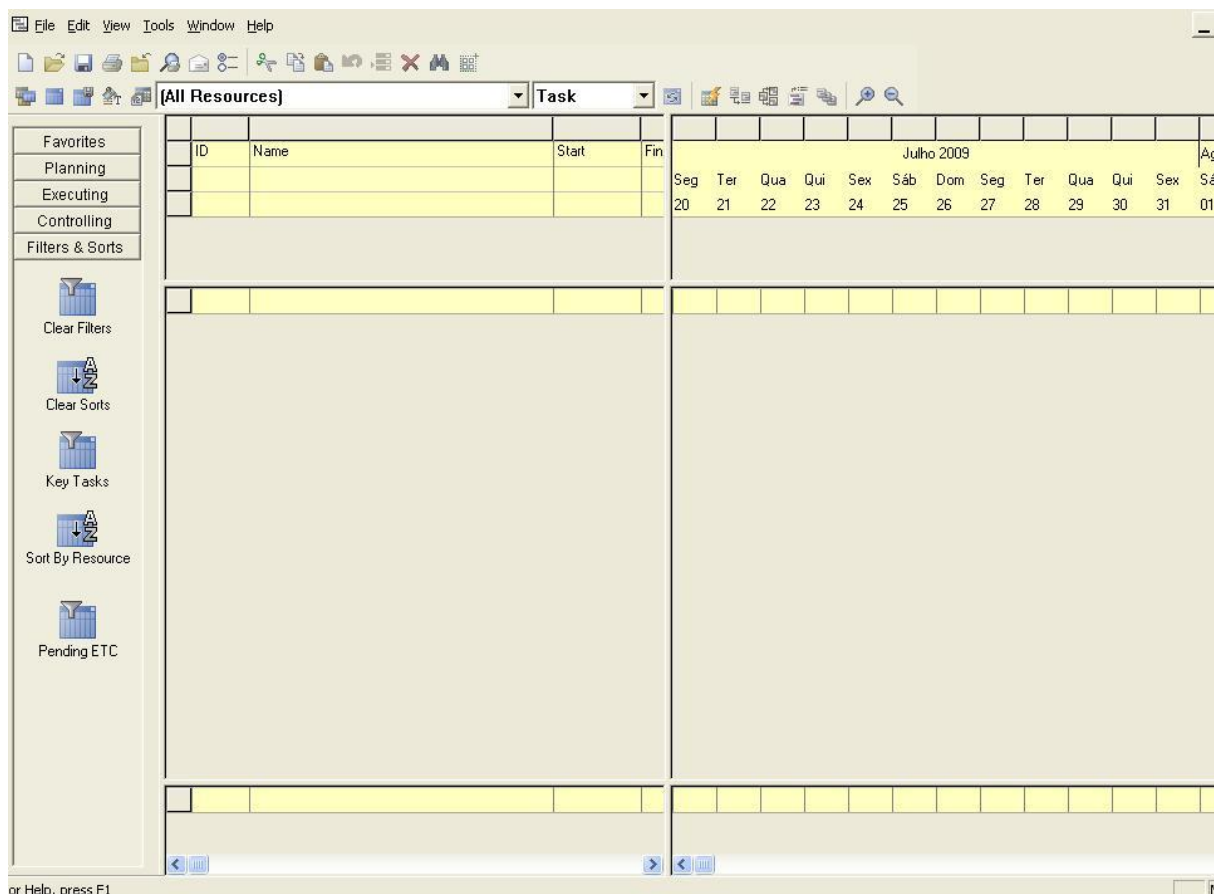 File Edit View Tools Window Help
(All Resources) Task
Favorites
Planning
Executing
Controlling
Filters & Sorts
Clear Filters
Clear Sorts
Key Tasks
Sort By Resource
Pending ETC
ID Name Start Fin
Julho 2009 Ag
Seg Ter Qua Qui Sex Sáb Dom Seg Ter Qua Qui Sex Sá
20 21 22 23 24 25 26 27 28 29 30 31 01
or Help, press F1